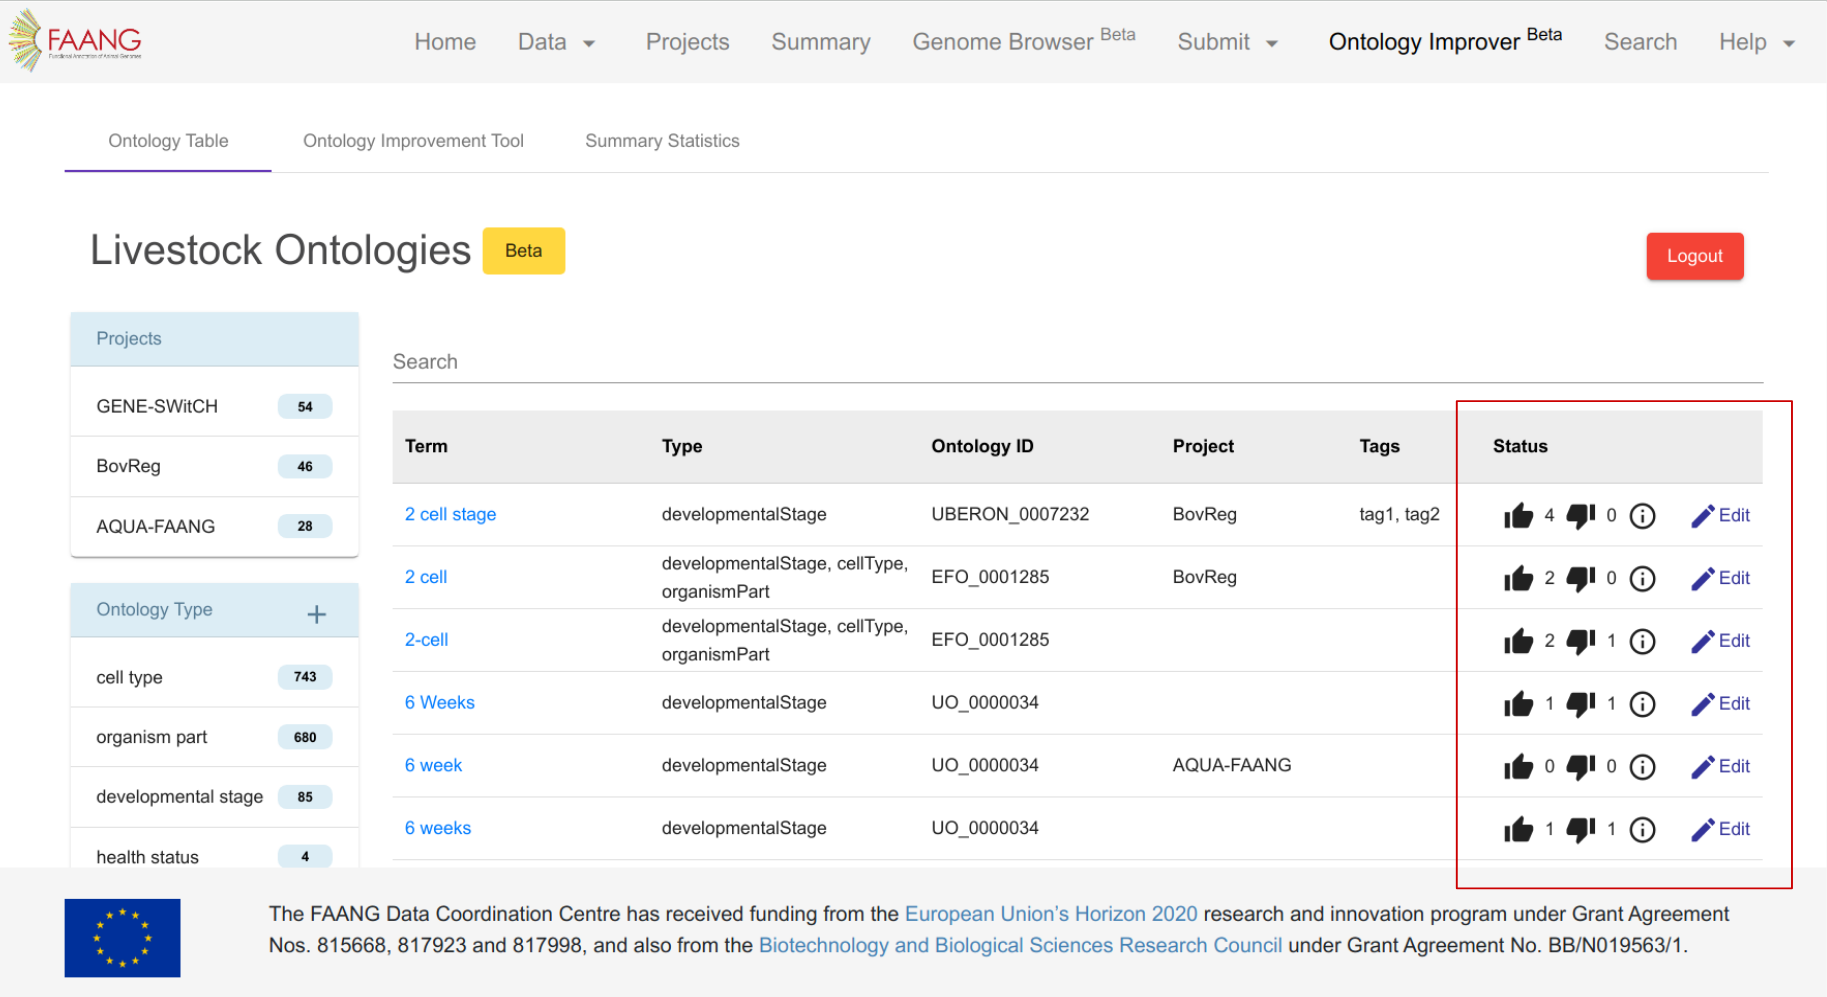 FAANG
Functional Annotation of Animal Genomes
Home Data Projects Summary Genome Browser Beta Submit Ontology Improver Beta Search Help
Ontology Table Ontology Improvement Tool Summary Statistics
Livestock Ontologies Beta
Logout
Projects
GENE-SWitCH 54
BovReg 46
AQUA-FAANG 28
Ontology Type +
cell type 743
organism part 680
developmental stage 85
health status 4
Search
Term Type Ontology ID Project Tags Status
2 cell stage developmentalStage UBERON_0007232 BovReg tag1, tag2 4 0 Edit
2 cell developmentalStage, cellType, organismPart EFO_0001285 BovReg 2 0 Edit
2-cell developmentalStage, cellType, organismPart EFO_0001285 2 1 Edit
6 Weeks developmentalStage UO_0000034 1 1 Edit
6 week developmentalStage UO_0000034 AQUA-FAANG 0 0 Edit
6 weeks developmentalStage UO_0000034 1 1 Edit
The FAANG Data Coordination Centre has received funding from the European Union's Horizon 2020 research and innovation program under Grant Agreement
Nos. 815668, 817923 and 817998, and also from the Biotechnology and Biological Sciences Research Council under Grant Agreement No. BB/N019563/1.